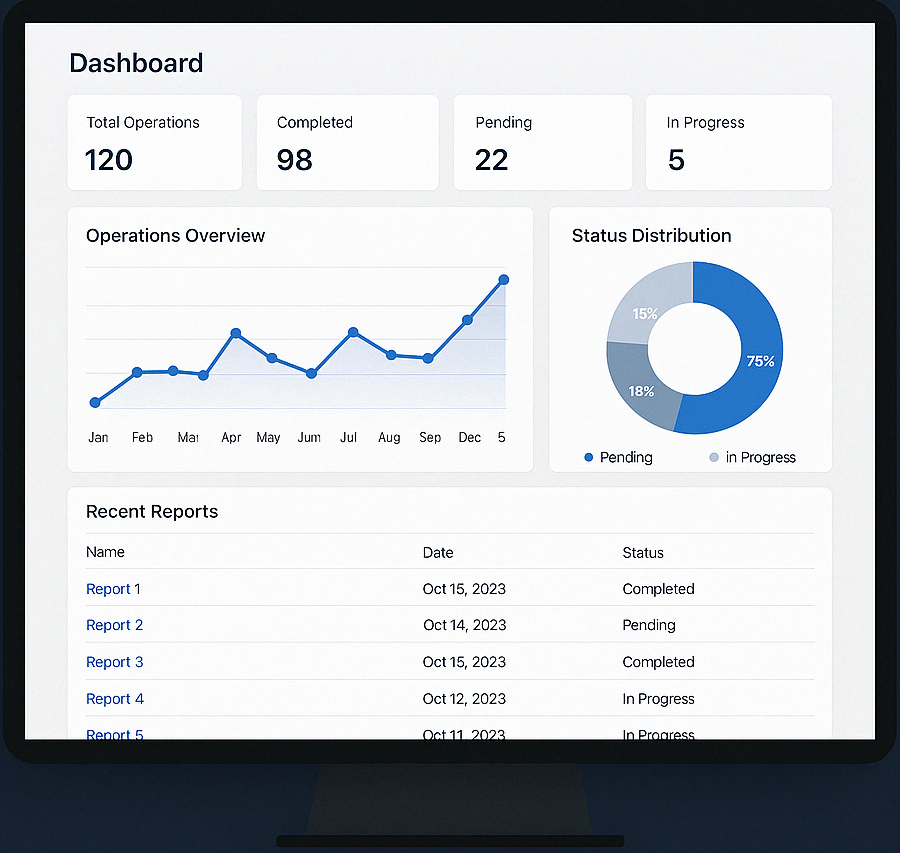 Dashboard
Total Operations
120
Completed
98
Pending
22
In Progress
5
Operations Overview
Jan Feb Mar Apr May Jum Jul Aug Sep Dec 5
Status Distribution
15%
75%
18%
Pending in Progress
Recent Reports
Name Date Status
Report 1 Oct 15, 2023 Completed
Report 2 Oct 14, 2023 Pending
Report 3 Oct 15, 2023 Completed
Report 4 Oct 12, 2023 In Progress
Report 5 Oct 11, 2023 In Progress